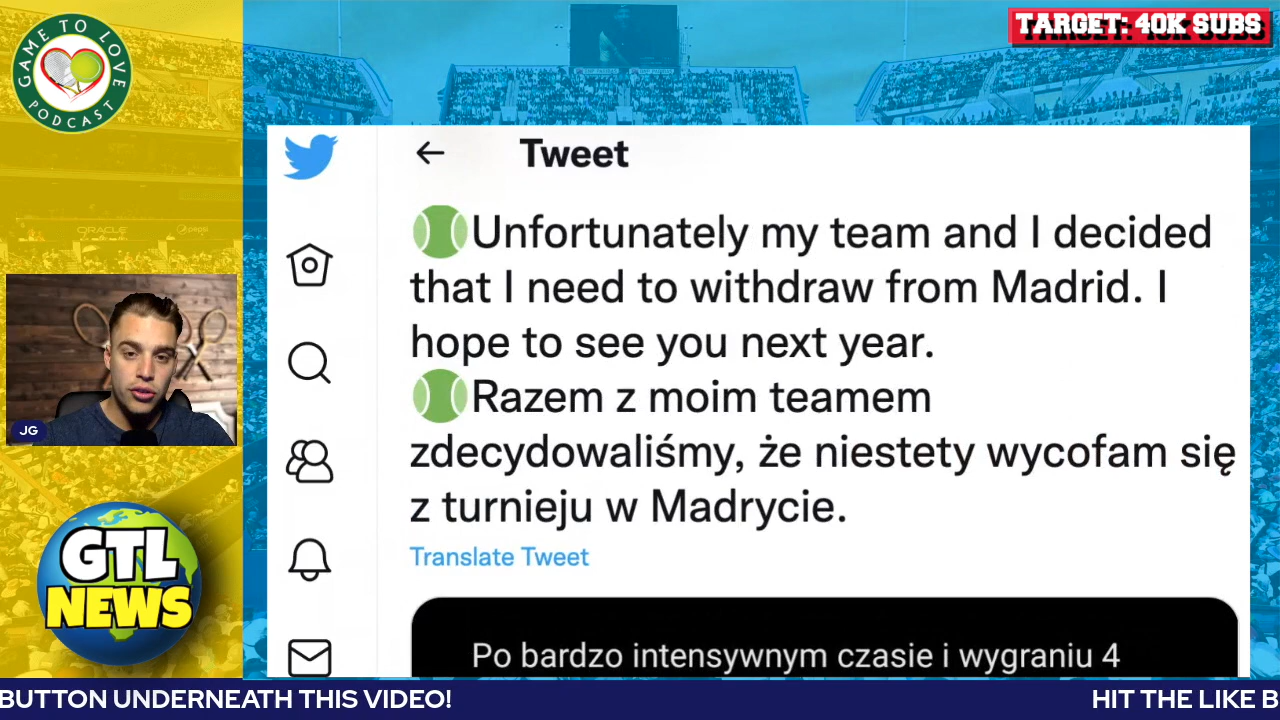 GAME TO LOVE
PODCAST
TARGET: 40K SUBS
Tweet
Unfortunately my team and I decided
that I need to withdraw from Madrid. I
hope to see you next year.
Razem z moim teamem
zdecydowaliśmy, że niestety wycofam się
z turnieju w Madrycie.
Translate Tweet
Po bardzo intensywnym czasie i wygraniu 4
ORACLE
JG
GTL
NEWS
BUTTON UNDERNEATH THIS VIDEO!
HIT THE LIKE B